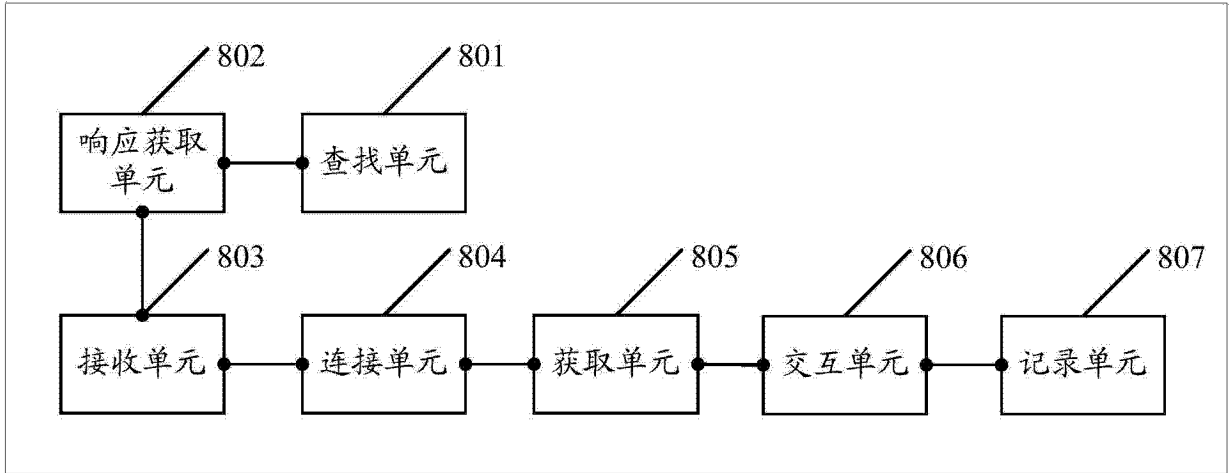 802
801
响应获取
单元
查找单元
803
804
805
806
807
接收单元
连接单元
获取单元
交互单元
记录单元